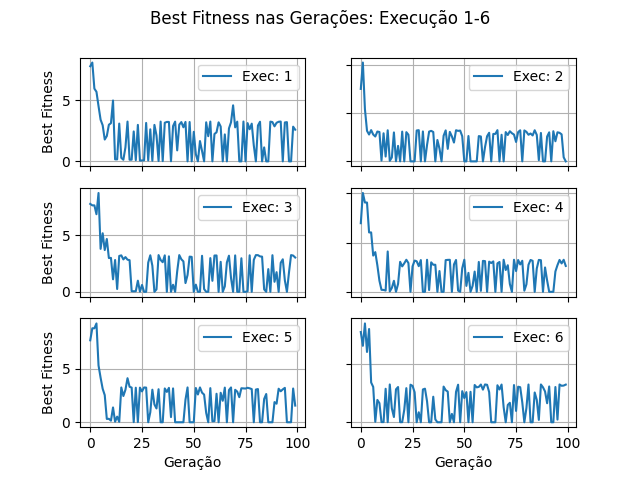 Best Fitness nas Gerações: Execução 1-6
Best Fitness
5
0
Exec: 1
Exec: 2
Best Fitness
5
0
Exec: 3
Exec: 4
Best Fitness
5
0
Exec: 5
Exec: 6
0 25 50 75 100
0 25 50 75 100
Geração
Geração